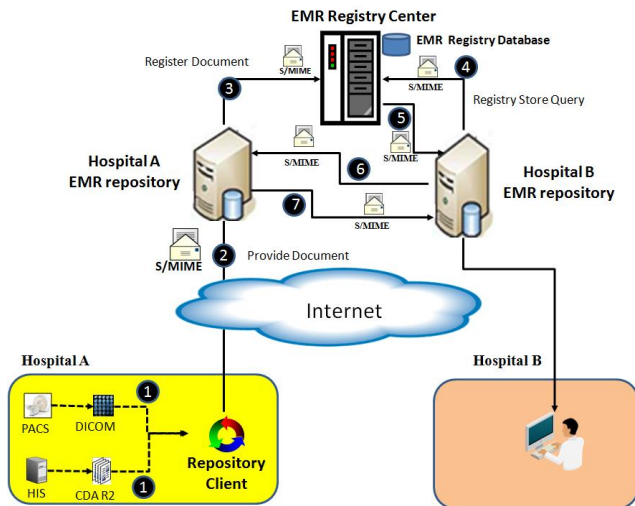 EMR Registry Center
EMR Registry Database
Register Document
S/MIME
3
S/MIME
4
S/MIME
Registry Store Query
5
S/MIME
Hospital A
EMR repository
S/MIME
6
Hospital B
EMR repository
7
S/MIME
S/MIME
2
Provide Document
Internet
Hospital A
Hospital B
1
PACS
DICOM
HIS
CDA R2
1
Repository
Client